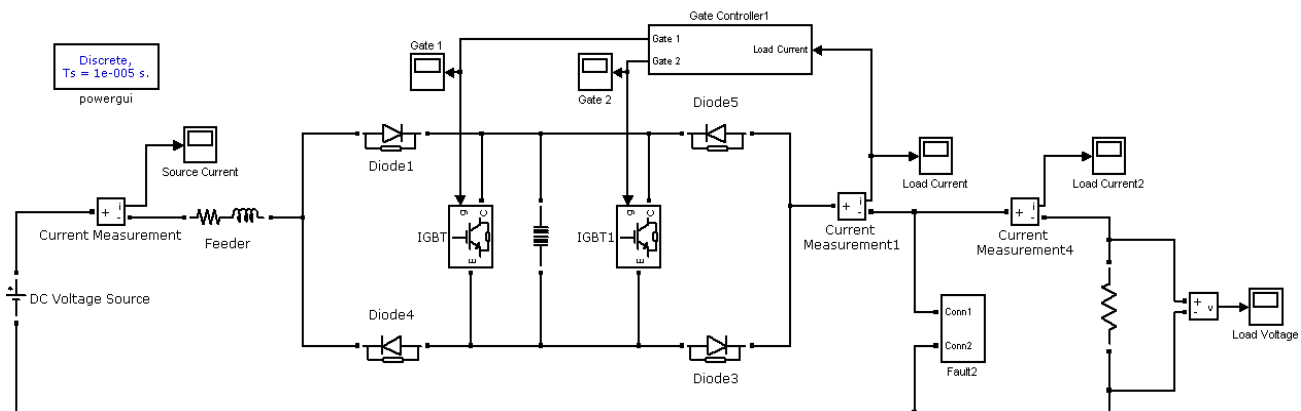 Gate Controller1
Gate 1
Gate 1
Load Current
Gate 2
Discrete,
Ts = 1e-005 s.
powergui
Gate 2
Diode5
Diode1
Source Current
Load Current
Load Current2
+
-
i
Current Measurement
Feeder
g
C
E
IGBT
g
C
E
IGBT1
+
-
i
Current
Measurement1
+
-
i
Current
Measurement4
DC Voltage Source
Diode4
Diode3
Conn1
Conn2
Fault2
+
-
v
Load Voltage